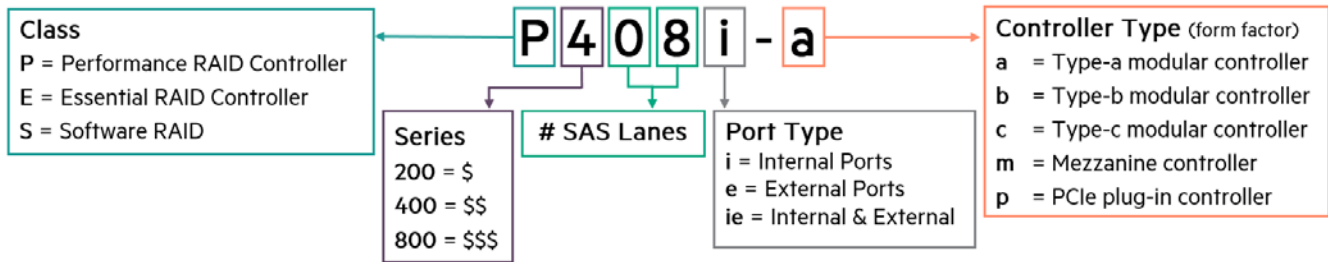 P408i-a
Class
P = Performance RAID Controller
E = Essential RAID Controller
S = Software RAID
Series
200 = $
400 = $$
800 = $$$
# SAS Lanes
Port Type
i = Internal Ports
e = External Ports
ie = Internal & External
Controller Type (form factor)
a = Type-a modular controller
b = Type-b modular controller
c = Type-c modular controller
m = Mezzanine controller
p = PCIe plug-in controller